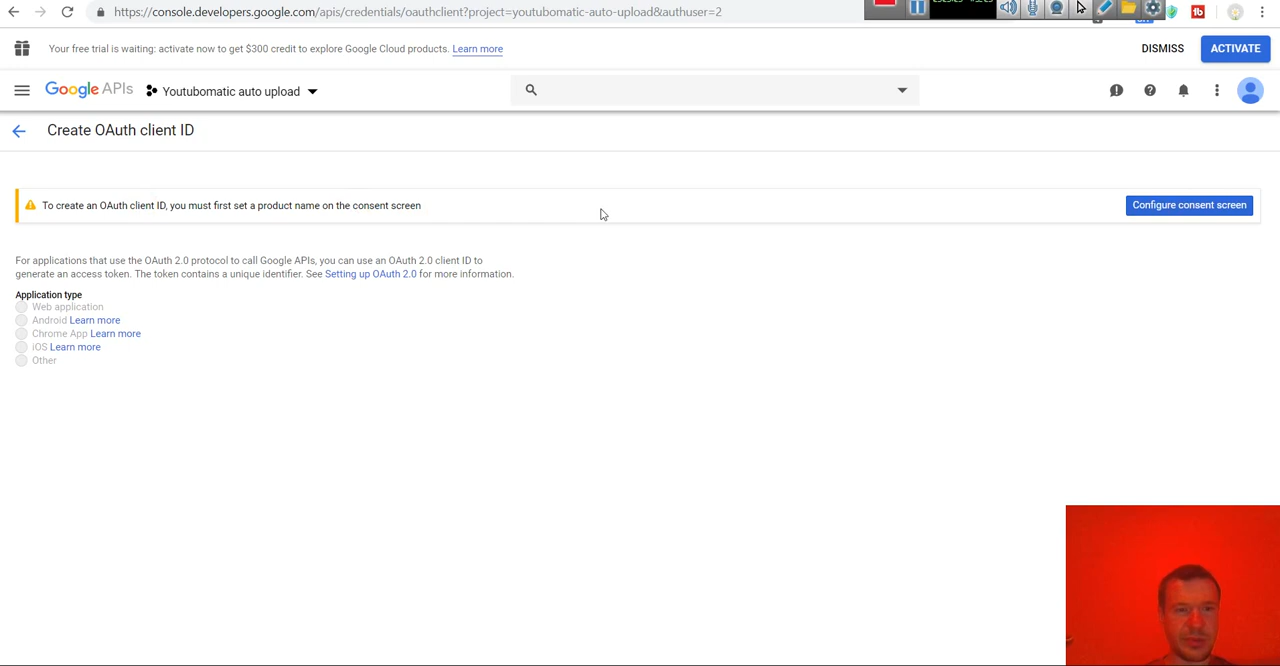 https://console.developers.google.com/apis/credentials/oauthclient?project=youtubomatic-auto-upload&authuser=2
Your free trial is waiting: activate now to get $300 credit to explore Google Cloud products. Learn more
DISMISS
ACTIVATE
Google APIs
Youtubomatic auto upload
Create OAuth client ID
To create an OAuth client ID, you must first set a product name on the consent screen
Configure consent screen
For applications that use the OAuth 2.0 protocol to call Google APIs, you can use an OAuth 2.0 client ID to
generate an access token. The token contains a unique identifier. See Setting up OAuth 2.0 for more information.
Application type
Web application
Android Learn more
Chrome App Learn more
iOS Learn more
Other